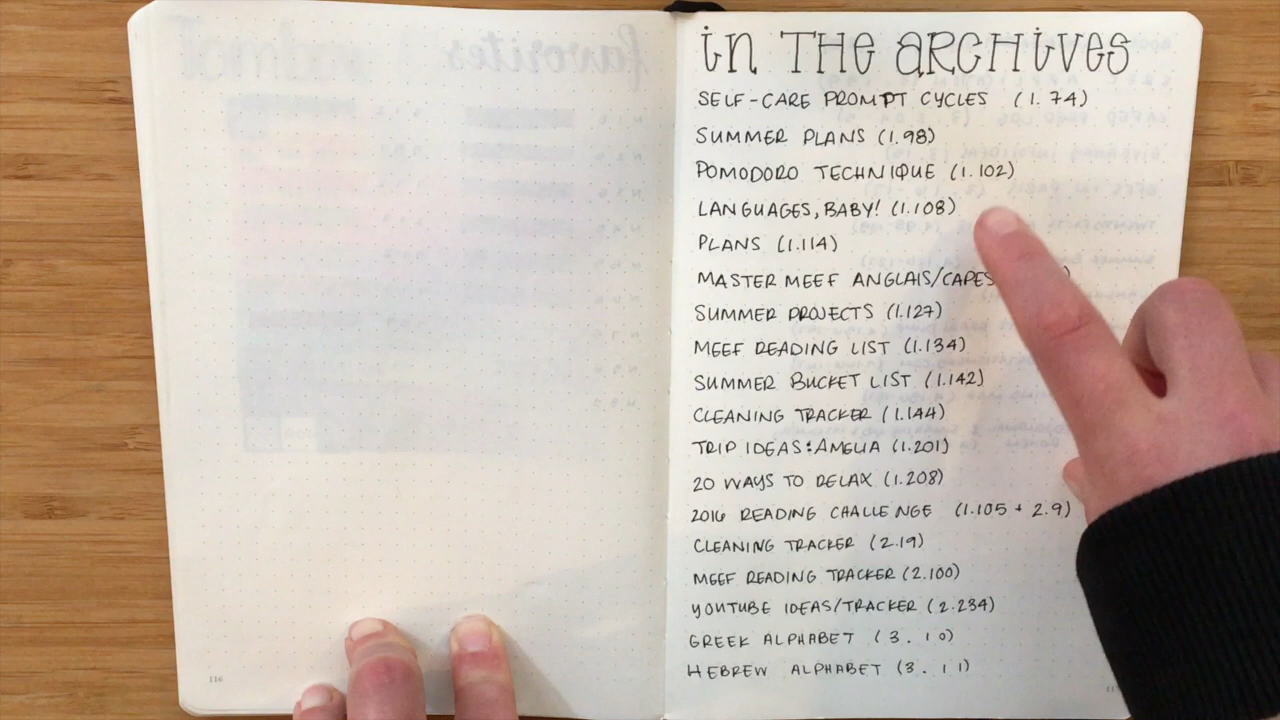 in THE ARCHIVES
SELF-CARE PROMPT CYCLES (1.74)
SUMMER PLANS (1.98)
POMODORO TECHNIQUE (1.102)
LANGUAGES, BABY! (1.108)
PLANS (1.114)
MASTER MEEF ANGLAIS/CAPES
SUMMER PROJECTS (1.127)
MEEF READING LIST (1.134)
SUMMER BUCKET LIST (1.142)
CLEANING TRACKER (1.144)
TRIP IDEAS: AMELIA (1.201)
20 WAYS TO RELAX (1.208)
2016 READING CHALLENGE (1.105 + 2.9)
CLEANING TRACKER (2.19)
MEEF READING TRACKER (2.100)
YOUTUBE IDEAS/TRACKER (2.234)
GREEK ALPHABET (3.10)
HEBREW ALPHABET (3.11)
116